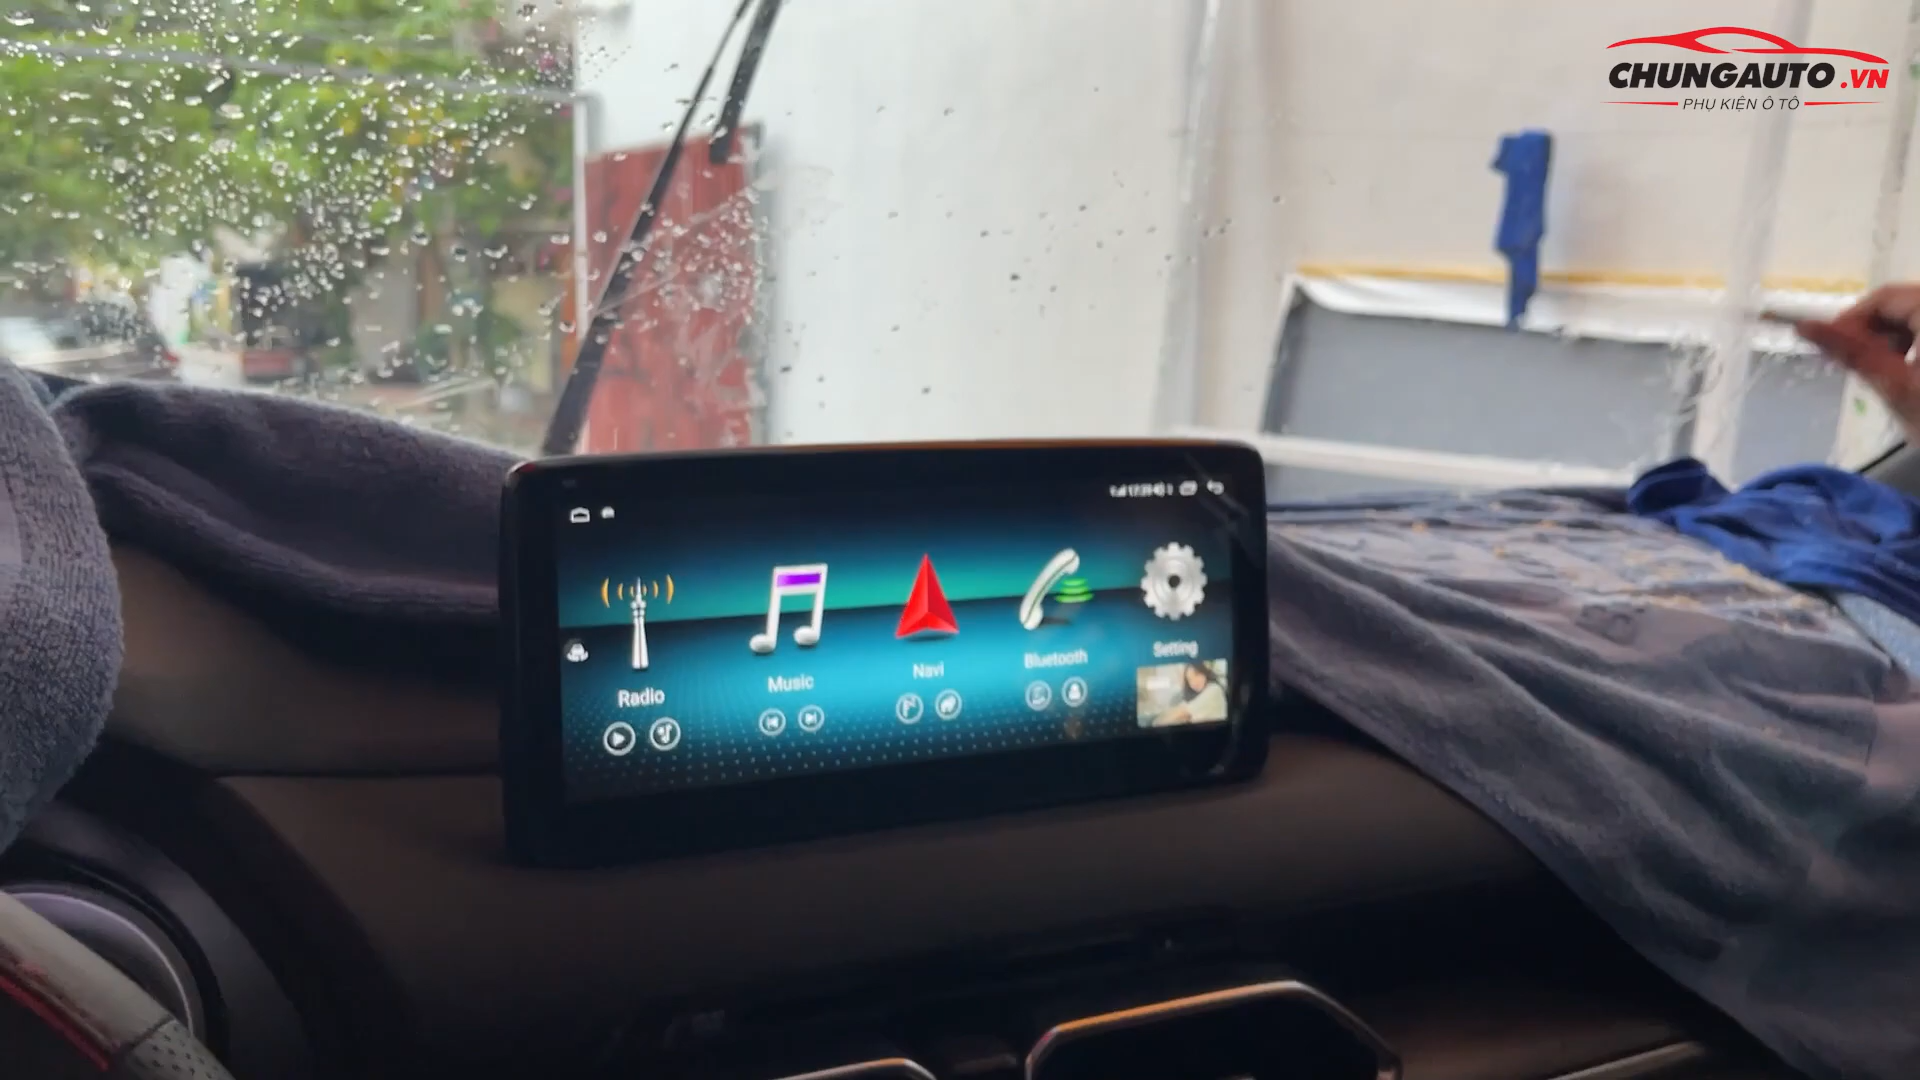 CHUNGAUTO.VN
PHỤ KIỆN Ô TÔ
Radio
Music
Navi
Bluetooth
Setting